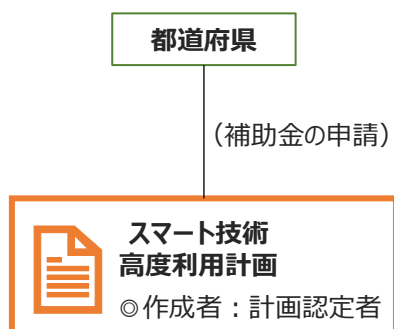 都道府県
（補助金の申請）
スマート技術
高度利用計画
◎作成者：計画認定者